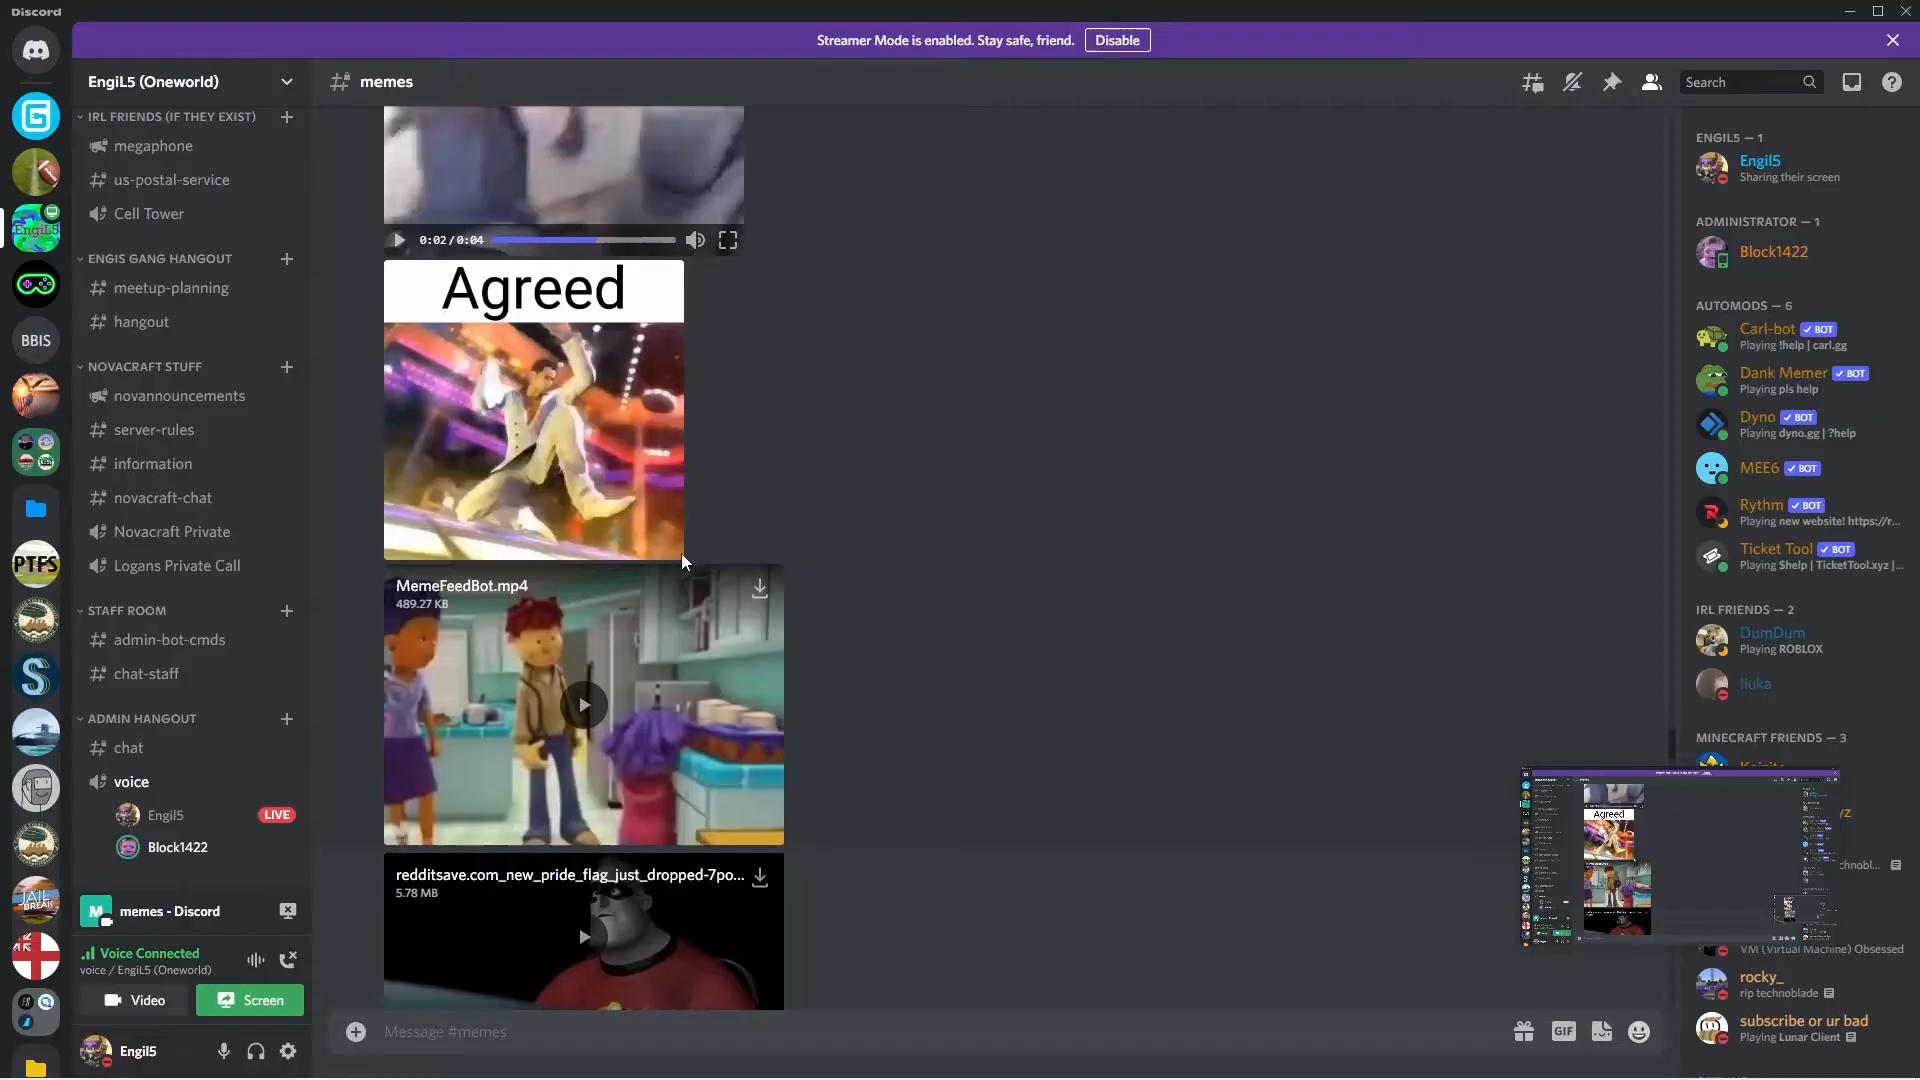 Discord
Streamer Mode is enabled. Stay safe, friend.
Disable
EngiL5 (Oneworld)
memes
Search
IRL FRIENDS (IF THEY EXIST)
megaphone
us-postal-service
Cell Tower
ENGIS GANG HANGOUT
meetup-planning
hangout
NOVACRAFT STUFF
novannouncements
server-rules
information
novacraft-chat
Novacraft Private
Logans Private Call
STAFF ROOM
admin-bot-cmds
chat-staff
ADMIN HANGOUT
chat
voice
Engil5
LIVE
Block1422
M
memes - Discord
Voice Connected
voice / EngiL5 (Oneworld)
Video
Screen
Engil5
EngiL5
BBIS
PTFS
S
JAIL
BREAK
0:02/0:04
Agreed
MemeFeedBot.mp4
489.27 KB
redditsave.com_new_pride_flag_just_dropped-7po...
5.78 MB
Message #memes
GIF
ENGIL5 — 1
Engil5
Sharing their screen
ADMINISTRATOR — 1
Block1422
AUTOMODS — 6
Carl-bot
BOT
Playing !help | carl.gg
Dank Memer
BOT
Playing pls help
Dyno
BOT
Playing dyno.gg | ?help
MEE6
BOT
Rythm
BOT
Playing new website! https://r...
Ticket Tool
BOT
Playing $help | TicketTool.xyz |...
IRL FRIENDS — 2
DumDum
Playing ROBLOX
liuka
MINECRAFT FRIENDS — 3
Agreed
VM (Virtual Machine) Obsessed
rocky_
rip technoblade
subscribe or ur bad
Playing Lunar Client